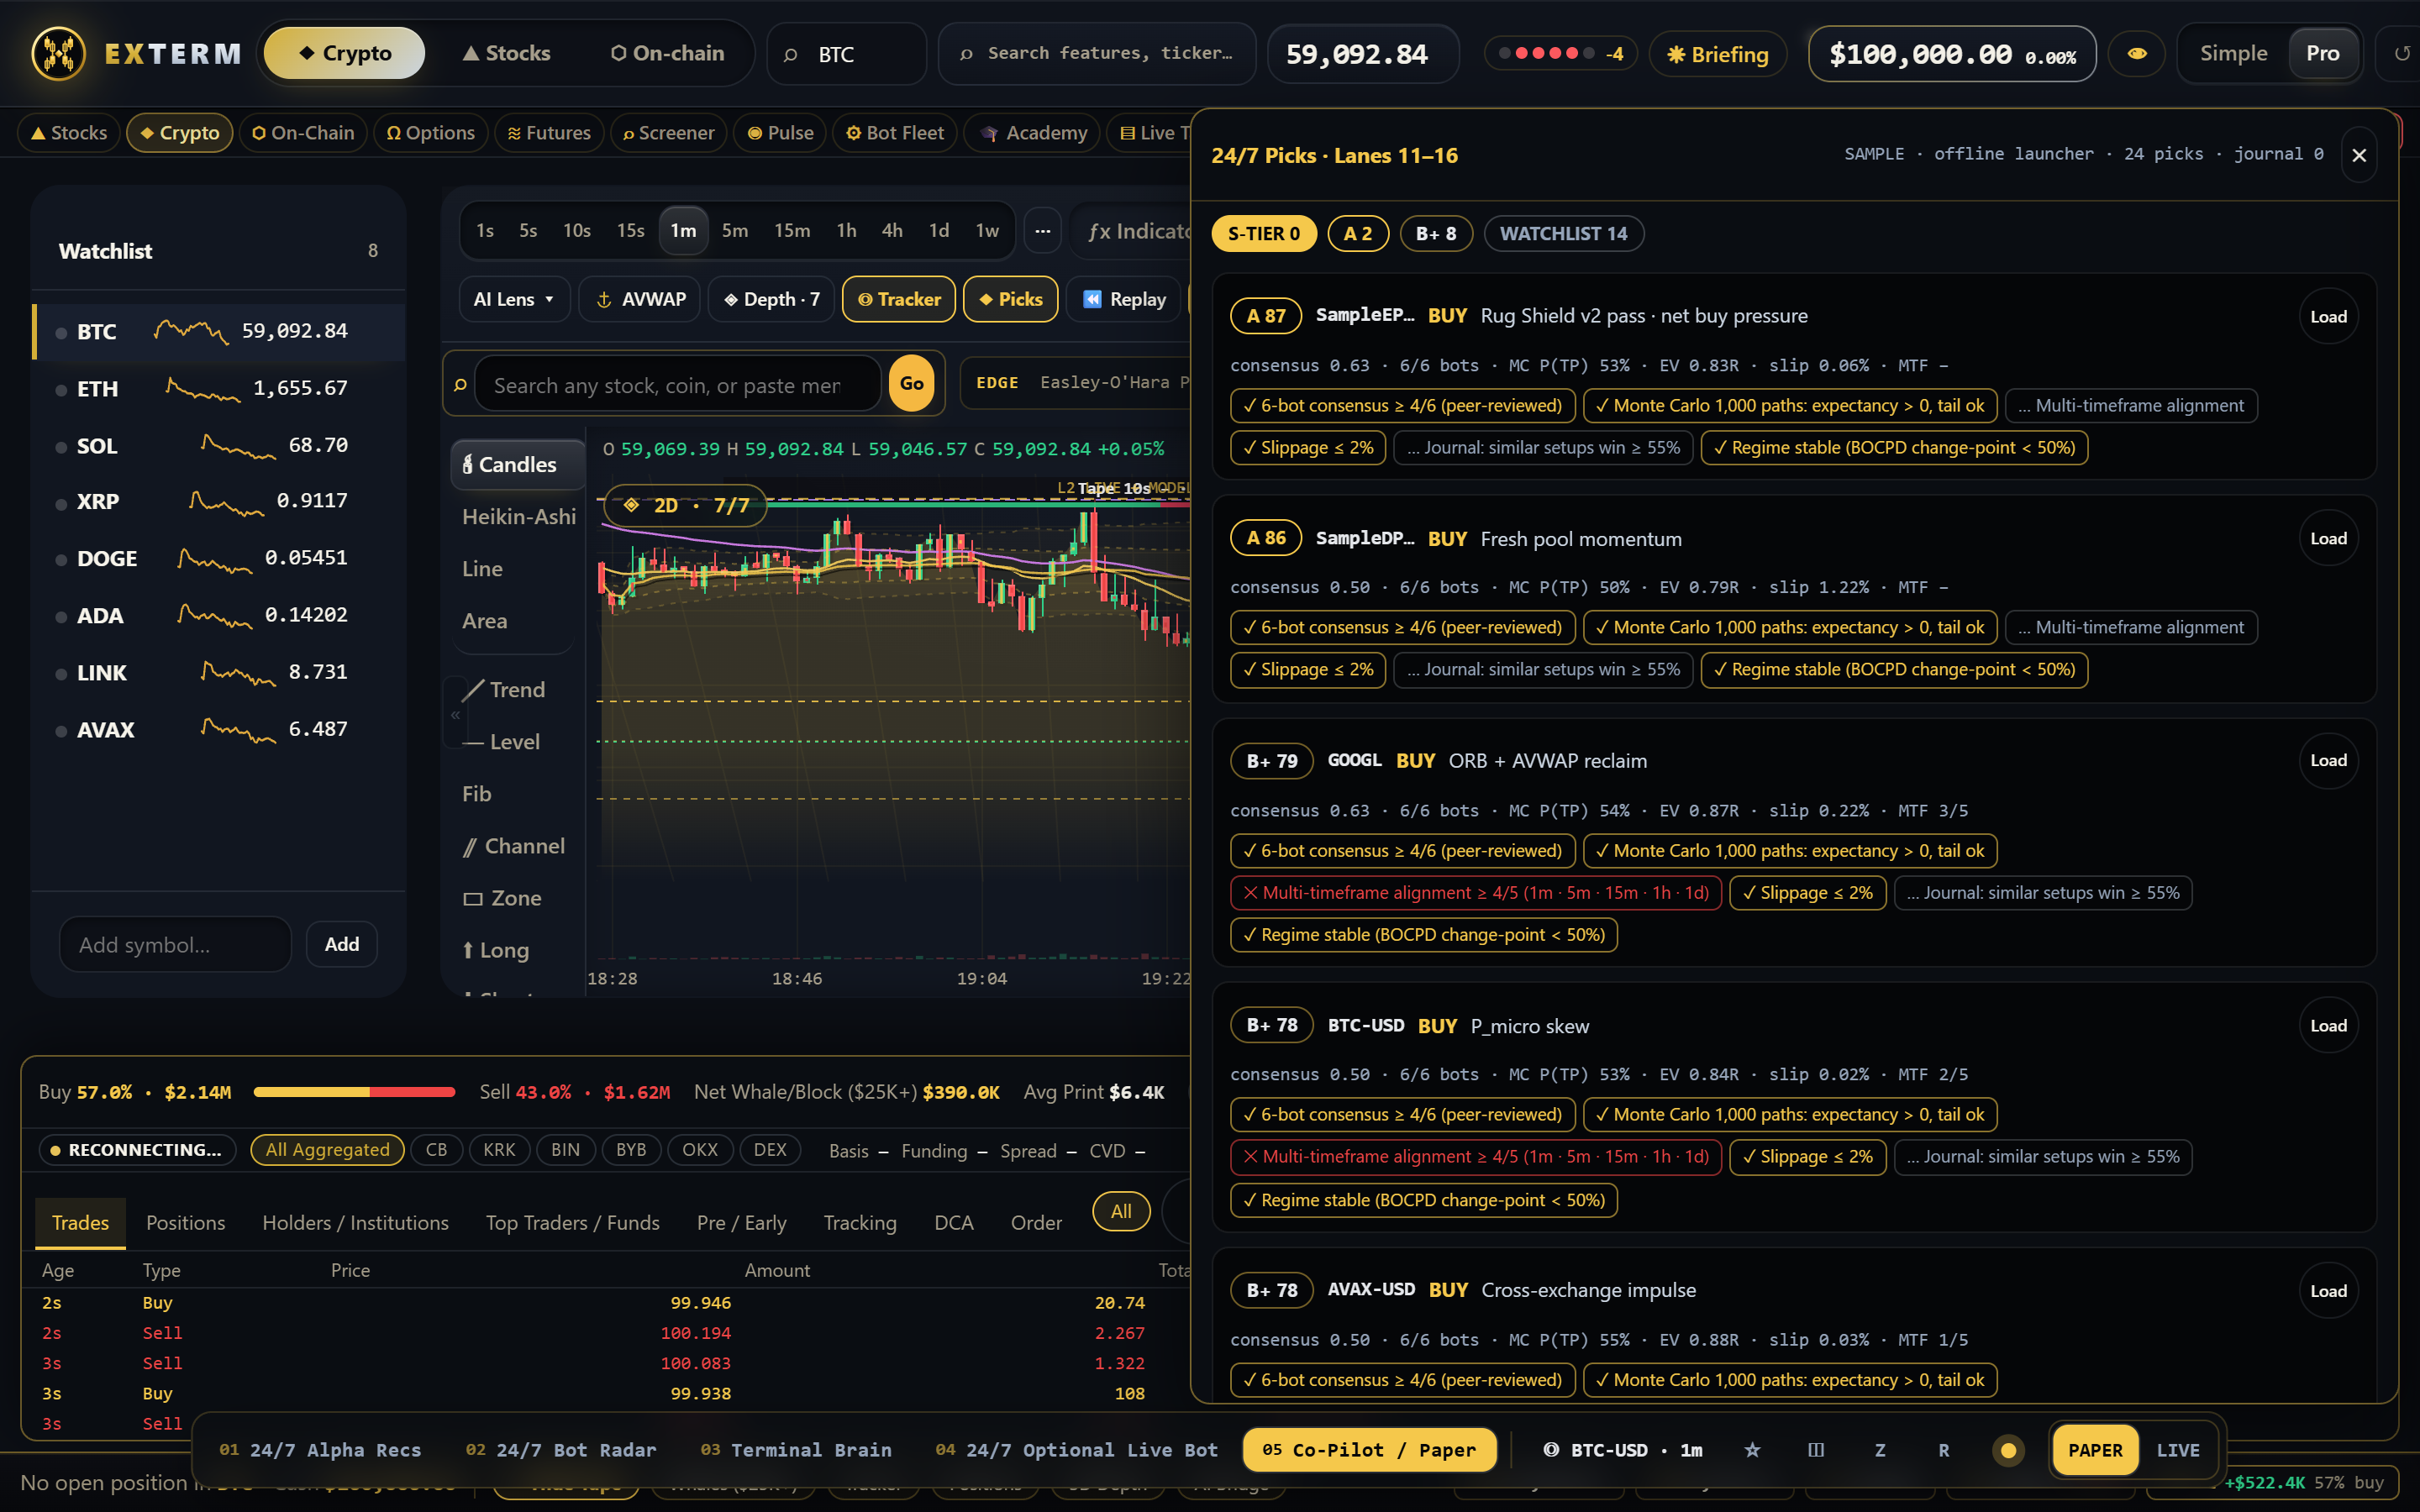 EXTERM
Crypto
Stocks
On-chain
BTC
Search features, ticker…
59,092.84
-4
Briefing
$100,000.00 0.00%
Simple
Pro
Stocks
Crypto
On-Chain
Options
Futures
Screener
Pulse
Bot Fleet
Academy
Live T
24/7 Picks · Lanes 11–16
SAMPLE · offline launcher · 24 picks · journal 0
S-TIER 0
A 2
B+ 8
WATCHLIST 14
Watchlist 8
BTC 59,092.84
ETH 1,655.67
SOL 68.70
XRP 0.9117
DOGE 0.05451
ADA 0.14202
LINK 8.731
AVAX 6.487
Add symbol...
Add
1s 5s 10s 15s 1m 5m 15m 1h 4h 1d 1w ...
AI Lens
AVWAP
Depth · 7
Tracker
Picks
Replay
Search any stock, coin, or paste mer
Go
EDGE Easley-O'Hara P
O 59,069.39 H 59,092.84 L 59,046.57 C 59,092.84 +0.05%
2D · 7/7
Tape 10s
Candles
Heikin-Ashi
Line
Area
Trend
Level
Fib
Channel
Zone
Long
18:28 18:46 19:04 19:22
A 87 SampleEP… BUY Rug Shield v2 pass · net buy pressure
Load
consensus 0.63 · 6/6 bots · MC P(TP) 53% · EV 0.83R · slip 0.06% · MTF –
✓ 6-bot consensus ≥ 4/6 (peer-reviewed) ✓ Monte Carlo 1,000 paths: expectancy > 0, tail ok … Multi-timeframe alignment
✓ Slippage ≤ 2% … Journal: similar setups win ≥ 55% ✓ Regime stable (BOCPD change-point < 50%)
A 86 SampleDP… BUY Fresh pool momentum
Load
consensus 0.50 · 6/6 bots · MC P(TP) 50% · EV 0.79R · slip 1.22% · MTF –
✓ 6-bot consensus ≥ 4/6 (peer-reviewed) ✓ Monte Carlo 1,000 paths: expectancy > 0, tail ok … Multi-timeframe alignment
✓ Slippage ≤ 2% … Journal: similar setups win ≥ 55% ✓ Regime stable (BOCPD change-point < 50%)
B+ 79 GOOGL BUY ORB + AVWAP reclaim
Load
consensus 0.63 · 6/6 bots · MC P(TP) 54% · EV 0.87R · slip 0.22% · MTF 3/5
✓ 6-bot consensus ≥ 4/6 (peer-reviewed) ✓ Monte Carlo 1,000 paths: expectancy > 0, tail ok
✕ Multi-timeframe alignment ≥ 4/5 (1m · 5m · 15m · 1h · 1d) ✓ Slippage ≤ 2% … Journal: similar setups win ≥ 55%
✓ Regime stable (BOCPD change-point < 50%)
B+ 78 BTC-USD BUY P_micro skew
Load
consensus 0.50 · 6/6 bots · MC P(TP) 53% · EV 0.84R · slip 0.02% · MTF 2/5
✓ 6-bot consensus ≥ 4/6 (peer-reviewed) ✓ Monte Carlo 1,000 paths: expectancy > 0, tail ok
✕ Multi-timeframe alignment ≥ 4/5 (1m · 5m · 15m · 1h · 1d) ✓ Slippage ≤ 2% … Journal: similar setups win ≥ 55%
✓ Regime stable (BOCPD change-point < 50%)
B+ 78 AVAX-USD BUY Cross-exchange impulse
Load
consensus 0.50 · 6/6 bots · MC P(TP) 55% · EV 0.88R · slip 0.03% · MTF 1/5
✓ 6-bot consensus ≥ 4/6 (peer-reviewed) ✓ Monte Carlo 1,000 paths: expectancy > 0, tail ok
Buy 57.0% · $2.14M Sell 43.0% · $1.62M Net Whale/Block ($25K+) $390.0K Avg Print $6.4K
RECONNECTING… All Aggregated CB KRK BIN BYB OKX DEX Basis – Funding – Spread – CVD –
Trades Positions Holders / Institutions Top Traders / Funds Pre / Early Tracking DCA Order All
Age Type Price Amount
2s Buy 99.946 20.74
2s Sell 100.194 2.267
3s Sell 100.083 1.322
3s Buy 99.938 108
3s Sell
01 24/7 Alpha Recs 02 24/7 Bot Radar 03 Terminal Brain 04 24/7 Optional Live Bot 05 Co-Pilot / Paper BTC-USD · 1m Z R PAPER LIVE
No open position
+$522.4K 57% buy